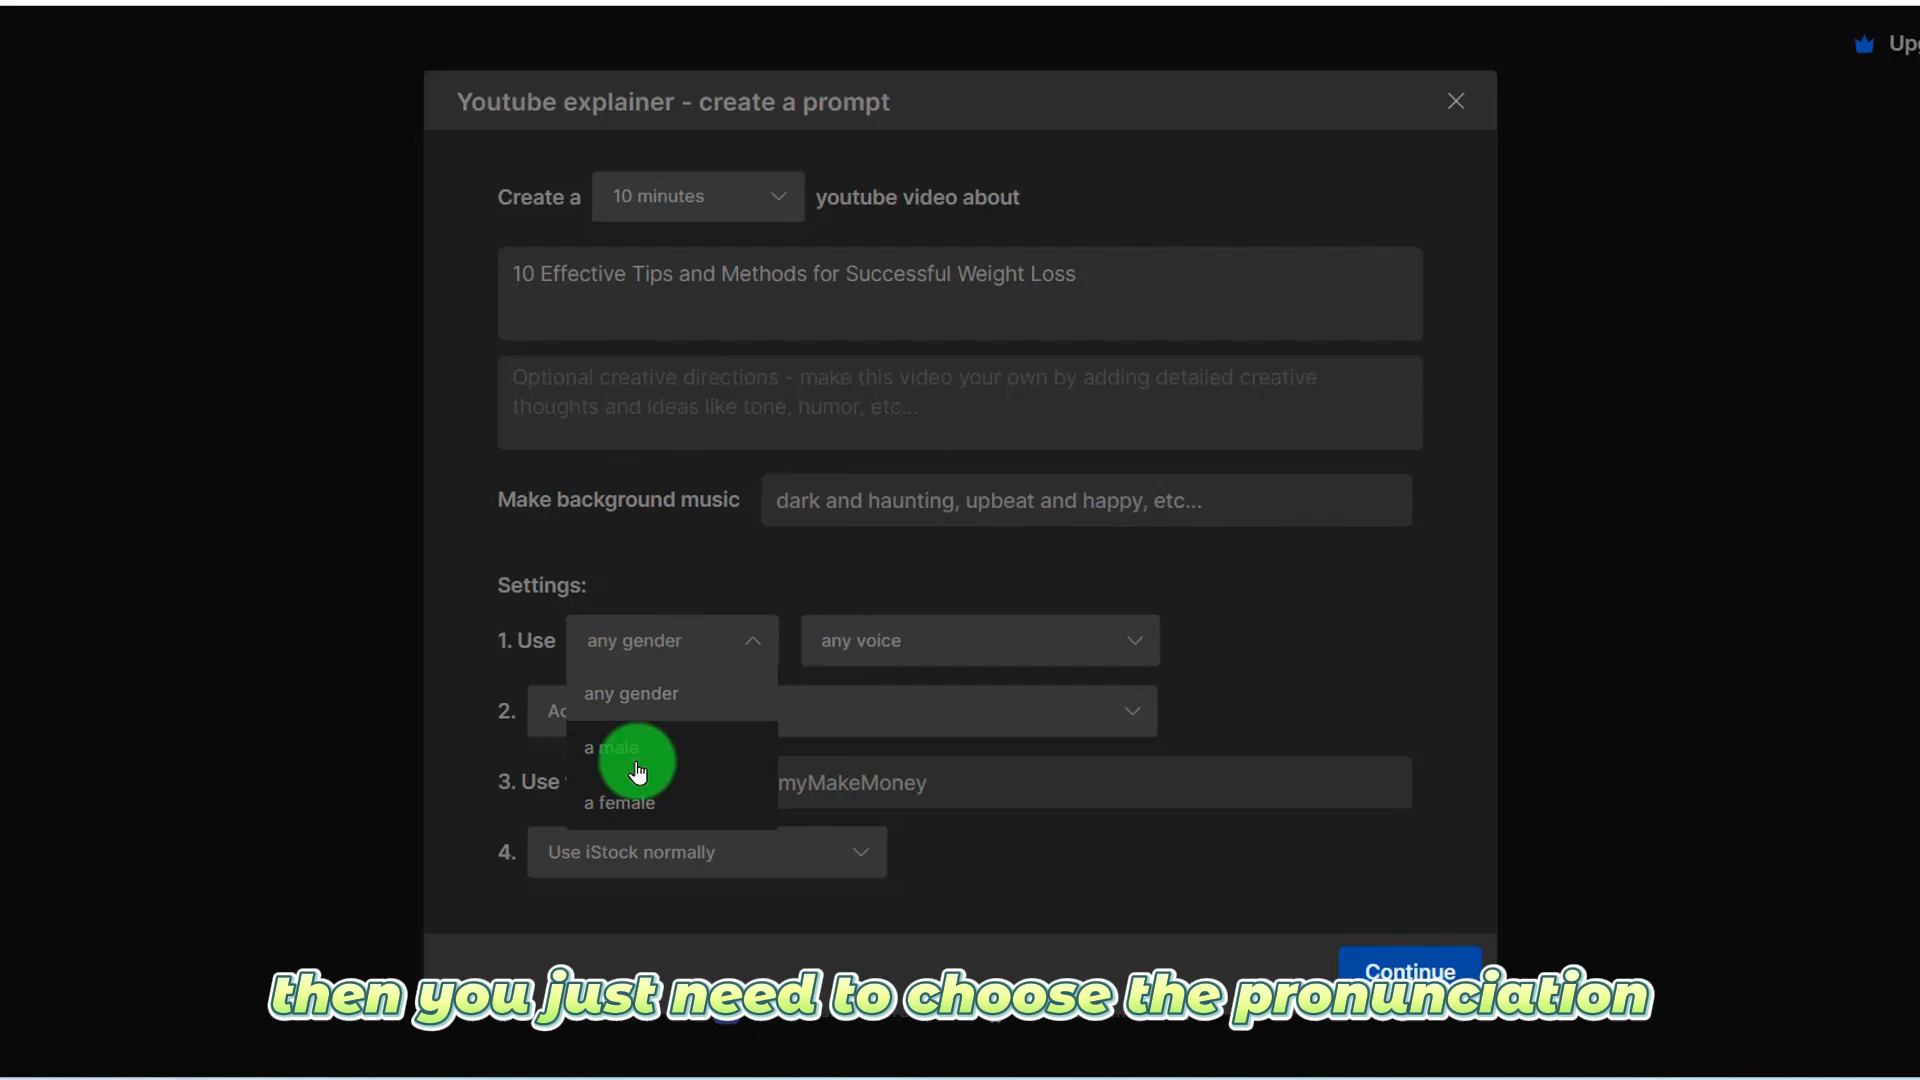 Upg
Youtube explainer - create a prompt
Create a 10 minutes youtube video about
10 Effective Tips and Methods for Successful Weight Loss
Optional creative directions - make this video your own by adding detailed creative
thoughts and ideas like tone, humor, etc...
Make background music dark and haunting, upbeat and happy, etc...
Settings:
1. Use any gender any voice
any gender
2. Ac
a male
3. Use myMakeMoney
a female
4. Use iStock normally
Continue
then you just need to choose the pronunciation